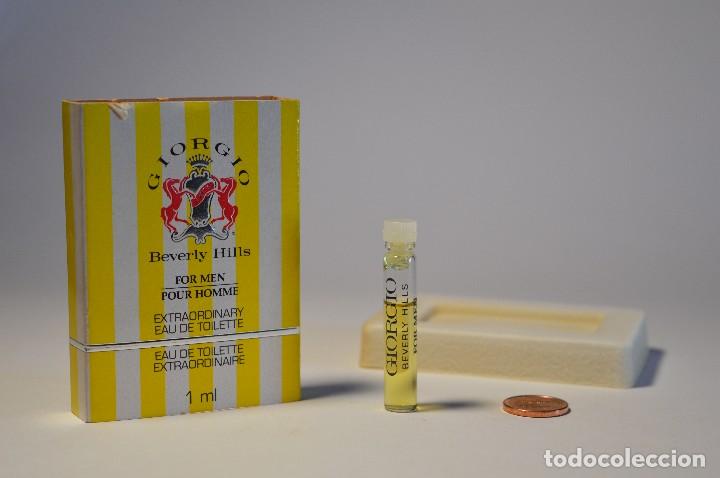 GIORGIO
Beverly Hills
FOR MEN
POUR HOMME
EXTRAORDINARY
EAU DE TOILETTE
EAU DE TOILETTE
EXTRAORDINAIRE
1 ml
GIORGIO
BEVERLY HILLS
FOR MEN
todocoleccion